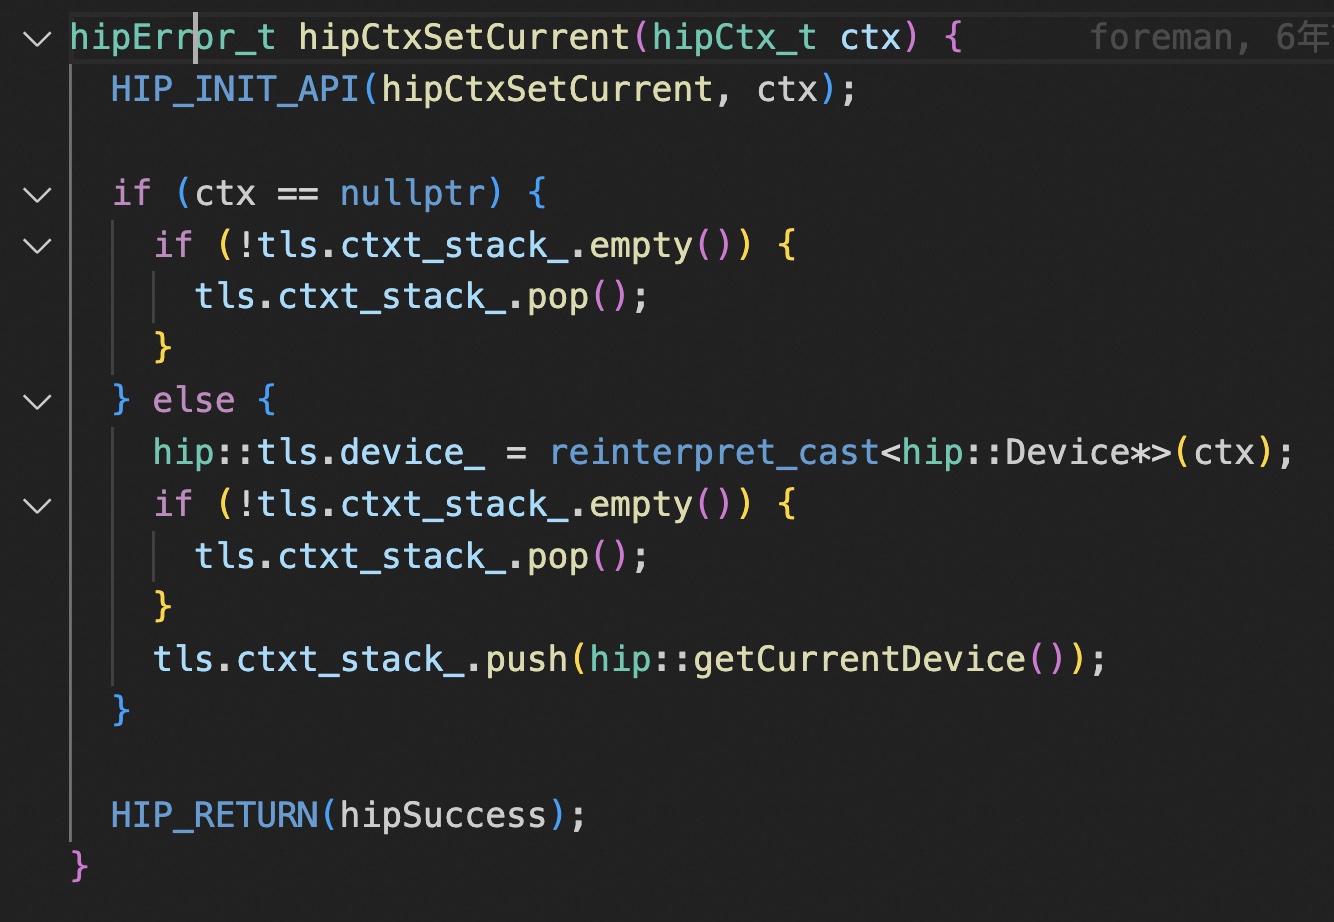 hipError_t hipCtxSetCurrent(hipCtx_t ctx) { foreman, 6年
HIP_INIT_API(hipCtxSetCurrent, ctx);
if (ctx == nullptr) {
if (!tls.ctxt_stack_.empty()) {
tls.ctxt_stack_.pop();
}
} else {
hip::tls.device_ = reinterpret_cast<hip::Device*>(ctx);
if (!tls.ctxt_stack_.empty()) {
tls.ctxt_stack_.pop();
}
tls.ctxt_stack_.push(hip::getCurrentDevice());
}
HIP_RETURN(hipSuccess);
}